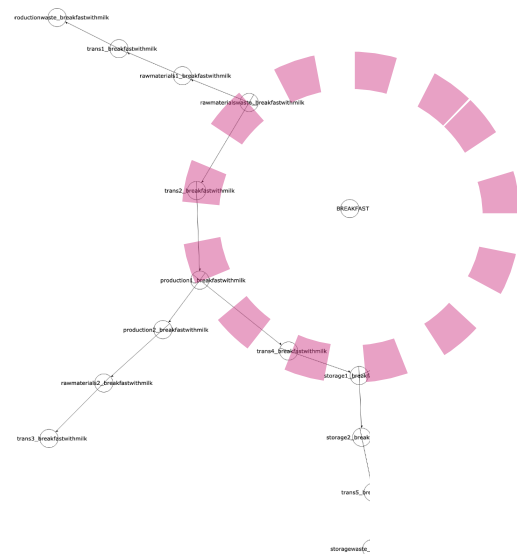 roductionwaste_breakfastwithmilk
trans1_breakfastwithmilk
rawmaterials1_breakfastwithmilk
rawmaterialswaste_breakfastwithmilk
trans2_breakfastwithmilk
BREAKFAST
production1_breakfastwithmilk
production2_breakfastwithmilk
trans4_breakfastwithmilk
storage1_breakf
rawmaterials2_breakfastwithmilk
trans3_breakfastwithmilk
storage2_break
trans5_bre
storagewaste_